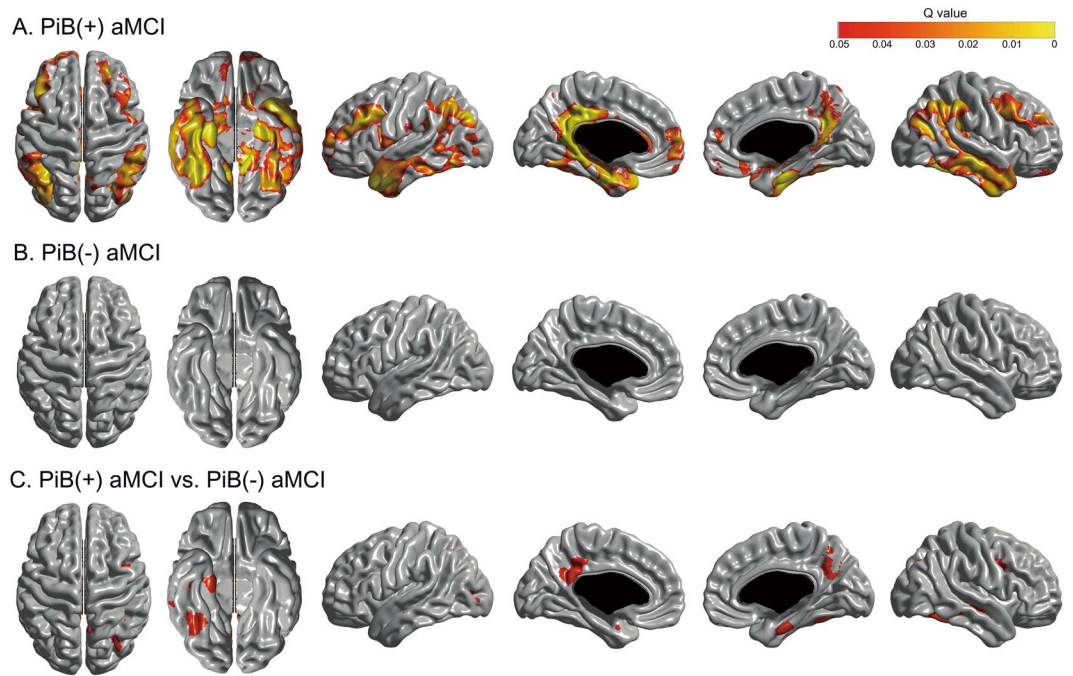 A. PiB(+) aMCI
Q value
0.05 0.04 0.03 0.02 0.01 0
B. PiB(-) aMCI
C. PiB(+) aMCI vs. PiB(-) aMCI